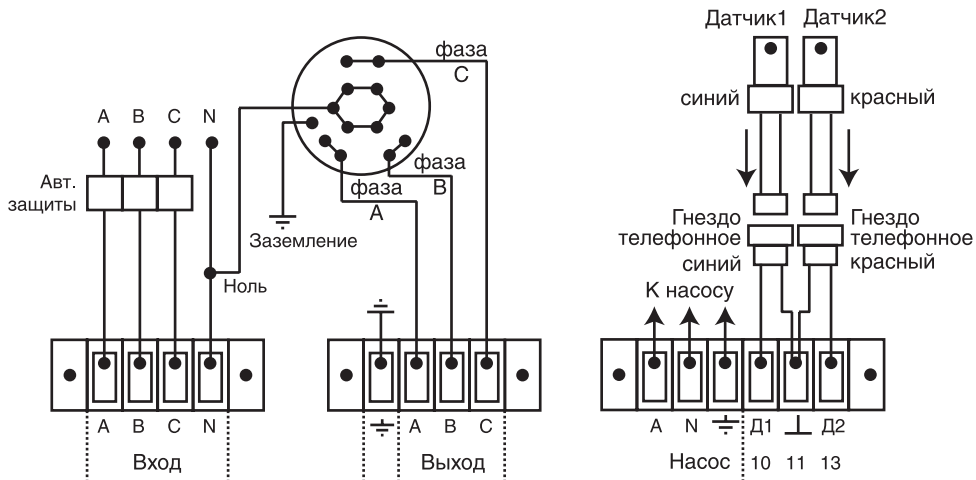 A B C N
Авт.
защиты
фаза
C
фаза
B
фаза
A
Заземление
Ноль
A B C N
Вход
A B C
Выход
Датчик1 Датчик2
синий красный
Гнездо
телефонное
синий
Гнездо
телефонное
красный
К насосу
A N Д1 Д2
Насос 10 11 13